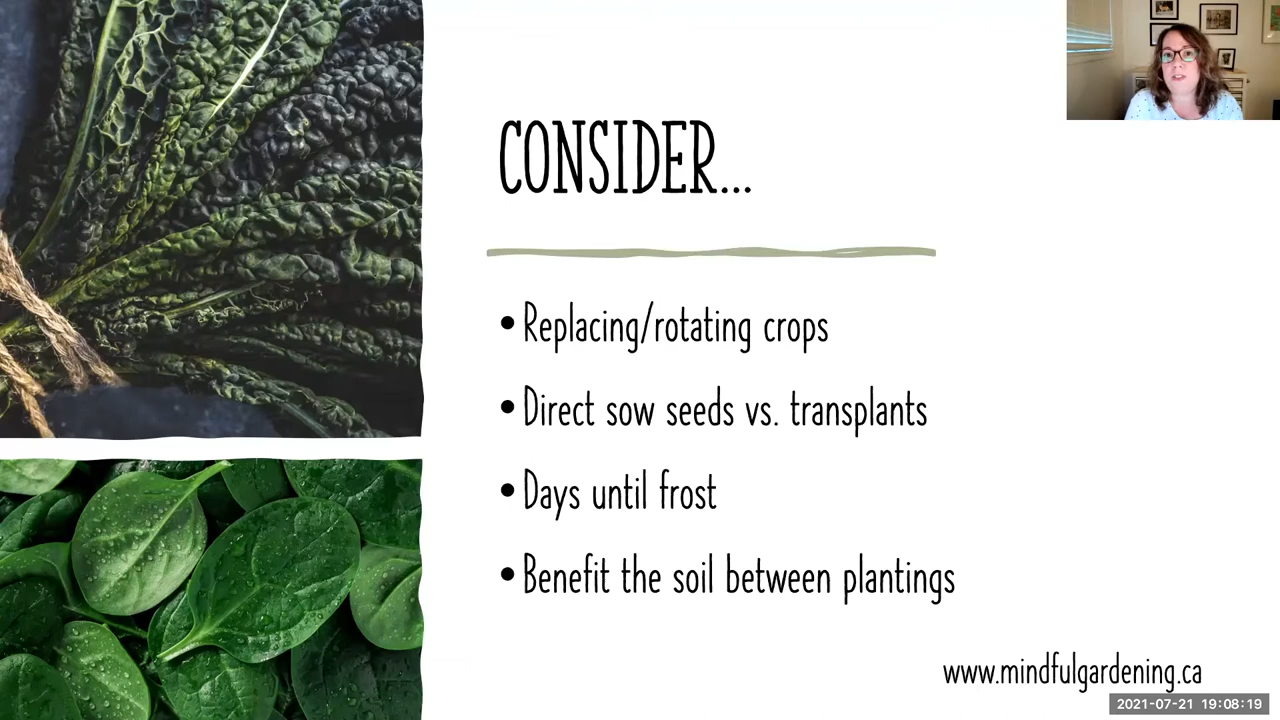 CONSIDER...
• Replacing/rotating crops
• Direct sow seeds vs. transplants
• Days until frost
• Benefit the soil between plantings
www.mindfulgardening.ca
2021-07-21 19:08:19